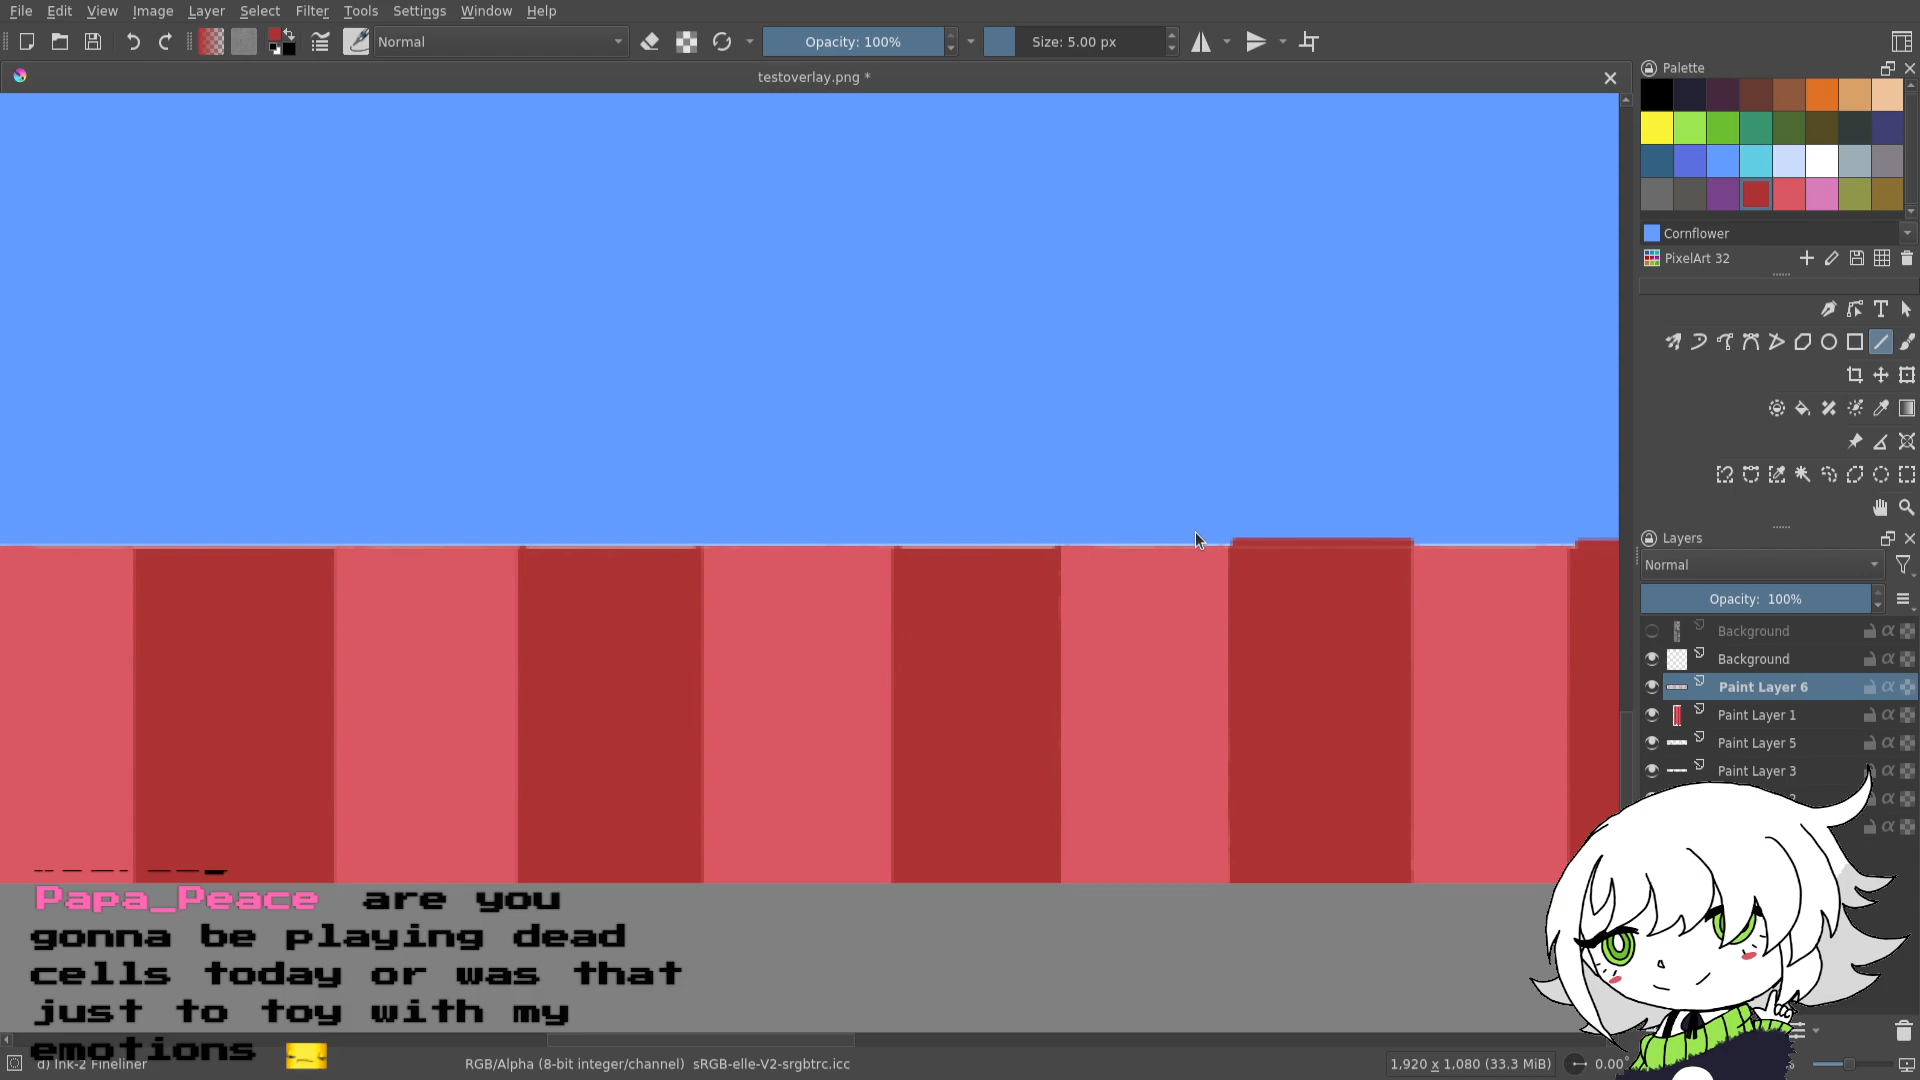 File Edit View Image Layer Select Filter Tools Settings Window Help
Normal
Opacity: 100%
Size: 5.00 px
testoverlay.png *
Palette
Cornflower
PixelArt 32
Layers
Normal
Opacity: 100%
Background
Background
Paint Layer 6
Paint Layer 1
Paint Layer 5
Paint Layer 3
Papa_Peace are you
gonna be playing dead
cells today or was that
just to toy with my
emotions
d) Ink-2 Fineliner
RGB/Alpha (8-bit integer/channel) sRGB-elle-V2-srgbtrc.icc
1,920 x 1,080 (33.3 MiB)
0.00